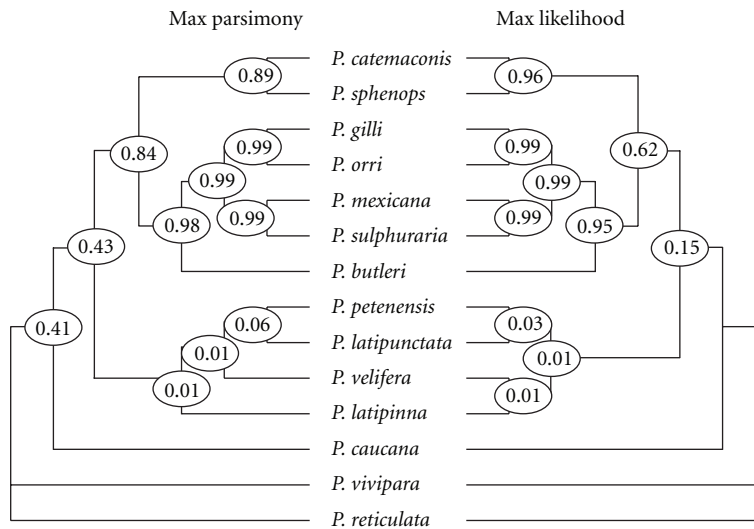 Max parsimony Max likelihood
P. catemaconis
0.89 0.96
P. sphenops
P. gilli
0.99 0.99
0.84 0.62
P. orri
0.99 0.99
P. mexicana
0.99 0.99
0.98 0.95
P. sulphuraria
0.43 0.15
P. butleri
P. petenensis
0.41 0.06 0.03
P. latipunctata
0.01 0.01
P. velifera
0.01 0.01
P. latipinna
P. caucana
P. vivipara
P. reticulata